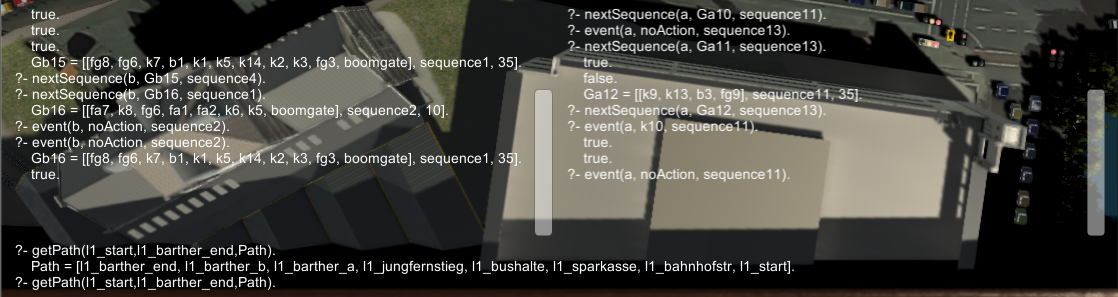 true.
true.
true.
Gb15 = [[fg8, fg6, k7, b1, k1, k5, k14, k2, k3, fg3, boomgate], sequence1, 35].
?- nextSequence(b, Gb15, sequence4).
?- nextSequence(b, Gb16, sequence1).
Gb16 = [[fa7, k8, fg6, fa1, fa2, k6, k5, boomgate], sequence2, 10].
?- event(b, noAction, sequence2).
?- event(b, noAction, sequence2).
Gb16 = [[fg8, fg6, k7, b1, k1, k5, k14, k2, k3, fg3, boomgate], sequence1, 35].
true.
?- nextSequence(a, Ga10, sequence11).
?- event(a, noAction, sequence13).
?- nextSequence(a, Ga11, sequence13).
true.
false.
Ga12 = [[k9, k13, b3, fg9], sequence11, 35].
?- nextSequence(a, Ga12, sequence13).
?- event(a, k10, sequence11).
true.
true.
?- event(a, noAction, sequence11).
?- getPath(l1_start,l1_barther_end,Path).
Path = [l1_barther_end, l1_barther_b, l1_barther_a, l1_jungfernstieg, l1_bushalte, l1_sparkasse, l1_bahnhofstr, l1_start].
?- getPath(l1_start,l1_barther_end,Path).